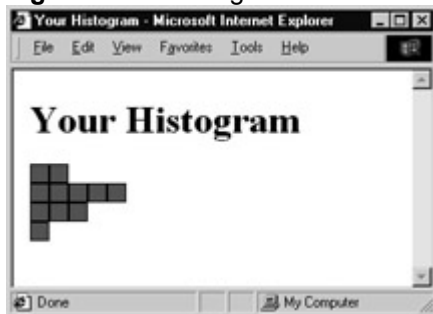 Your Histogram - Microsoft Internet Explorer
File Edit View Favorites Tools Help
Your Histogram
Done My Computer